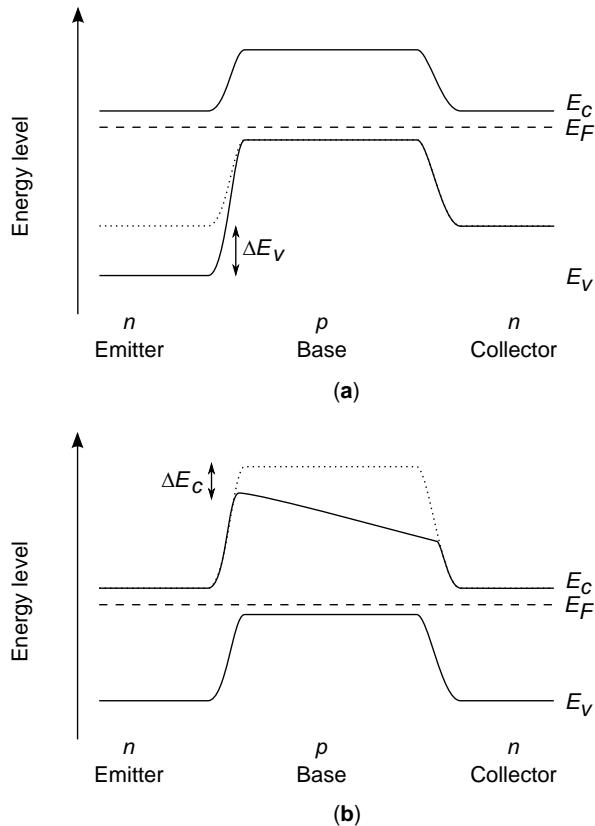 Energy level
E_c
E_F
ΔE_v
E_v
n p n
Emitter Base Collector
(a)
Energy level
ΔE_c
E_c
E_F
E_v
n p n
Emitter Base Collector
(b)